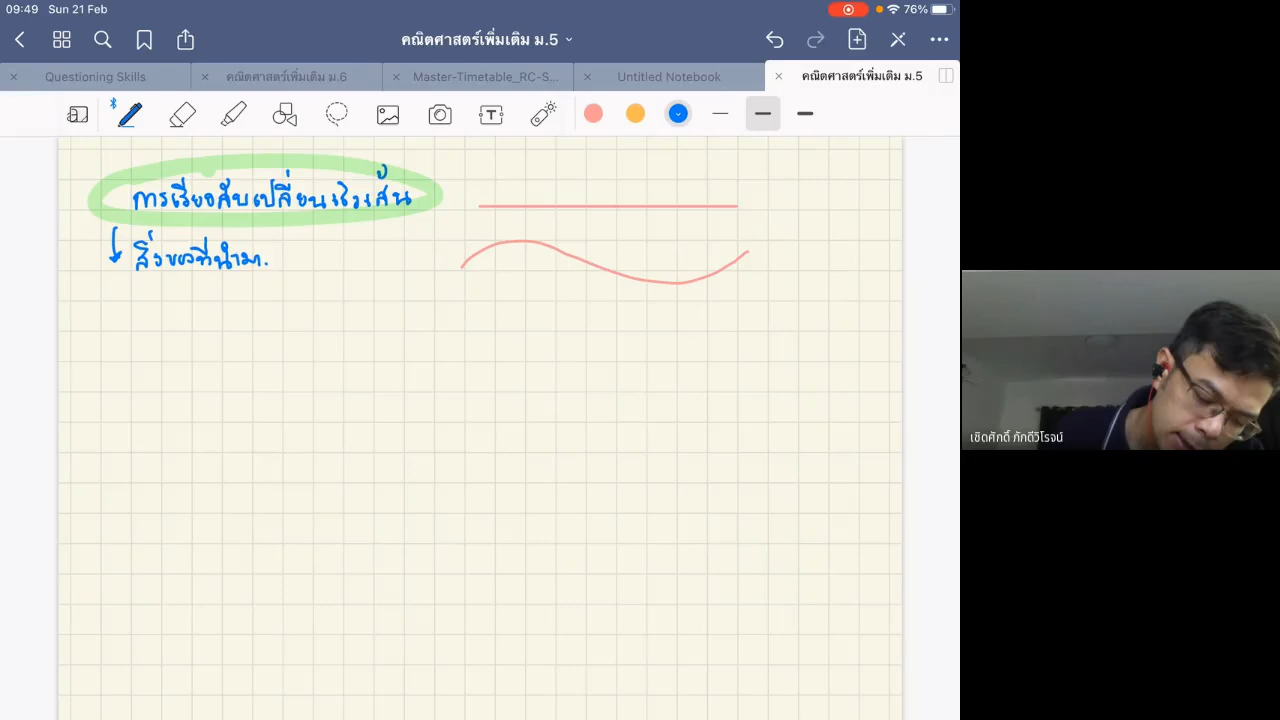 09:49 Sun 21 Feb 76%
คณิตศาสตร์เพิ่มเติม ม.5
Questioning Skills
คณิตศาสตร์เพิ่มเติม ม.6
Master-Timetable_RC-S...
Untitled Notebook
คณิตศาสตร์เพิ่มเติม ม.5
การเรียงสับเปลี่ยนเชิงเส้น
สิ่งของที่นำมา
เชิดศักดิ์ ภักดีวิโรจน์